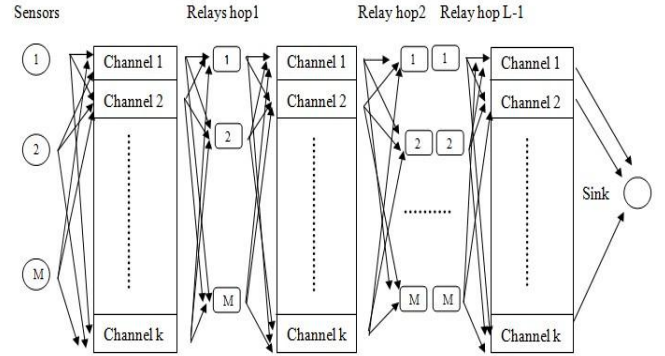 Sensors
Relays hop1
Relay hop2
Relay hop L-1
1
Channel 1
1
Channel 1
1
1
Channel 1
Channel 2
Channel 2
Channel 2
2
2
2
2
Sink
M
M
M
M
Channel k
Channel k
Channel k